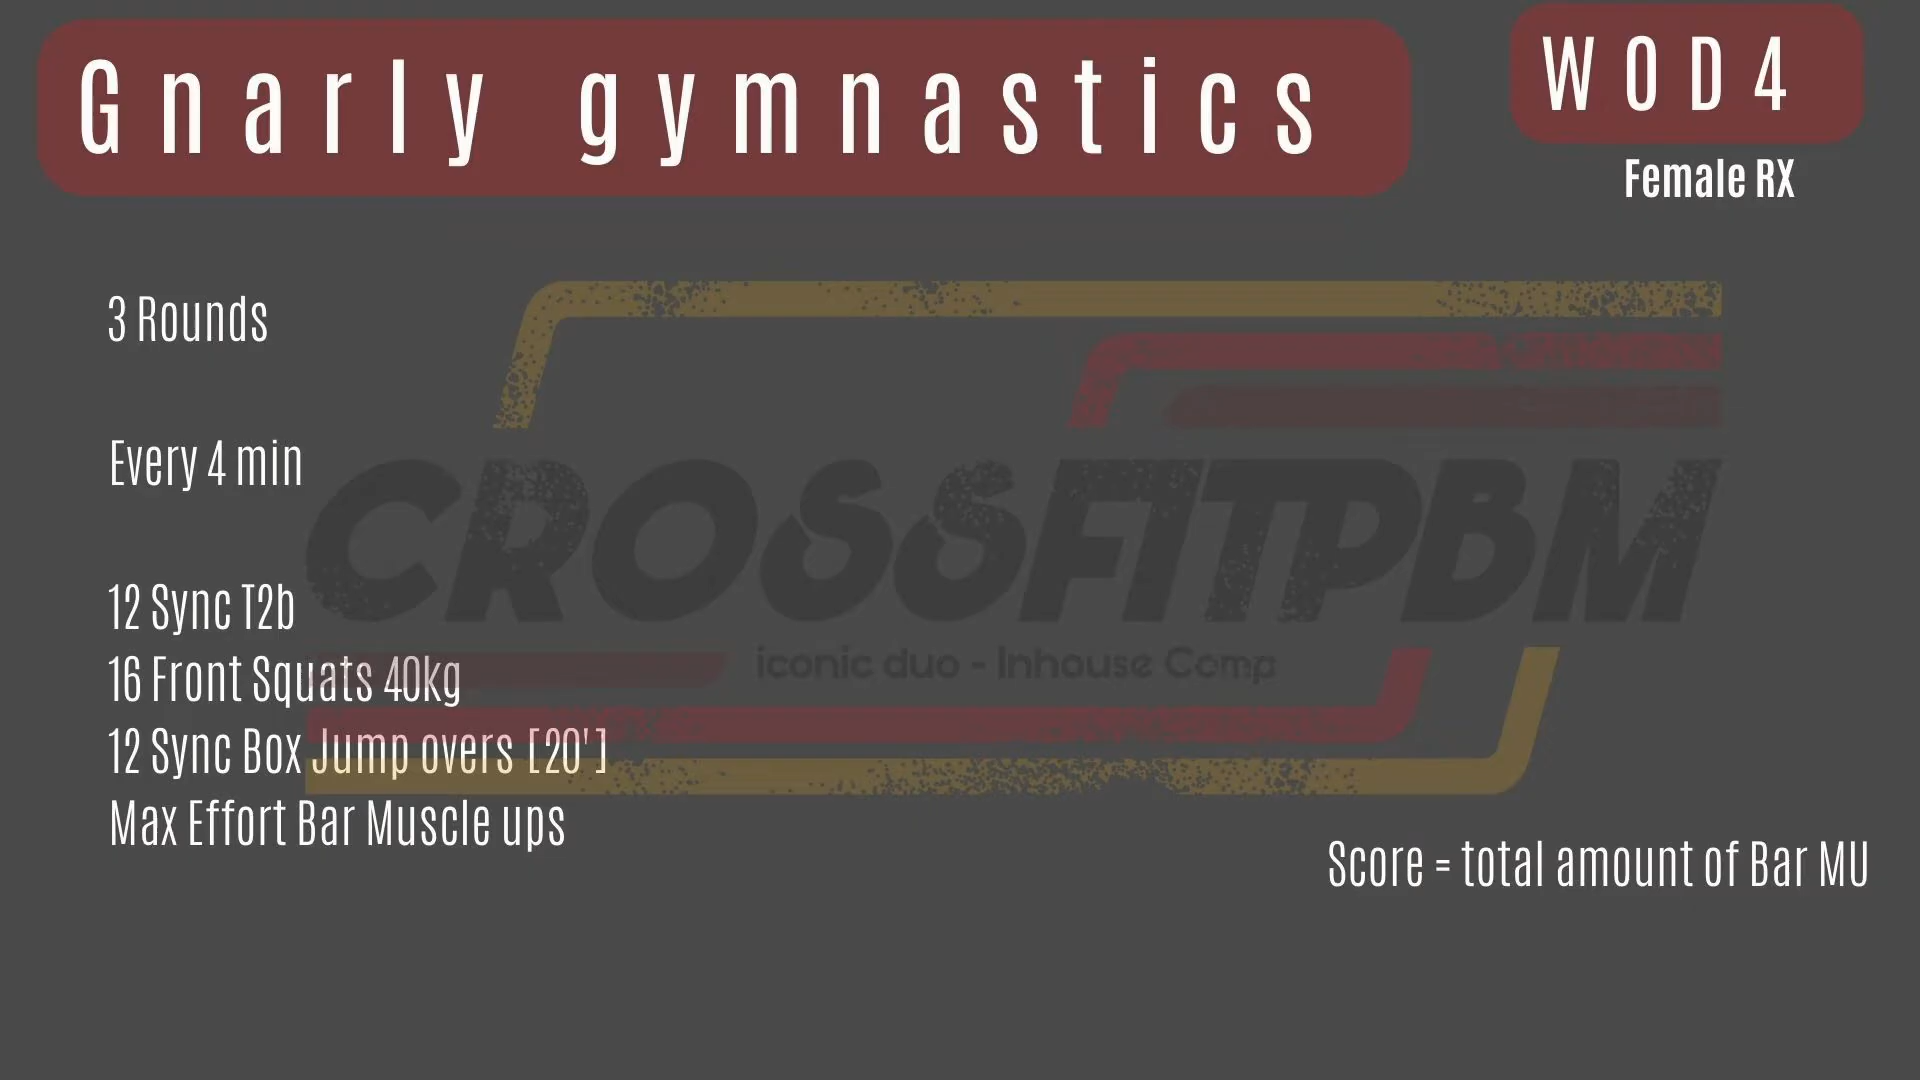 Gnarly gymnastics
WOD4
Female RX
3 Rounds
Every 4 min
CROSSFITPBM
iconic duo - Inhouse Comp
12 Sync T2b
16 Front Squats 40kg
12 Sync Box Jump overs [20']
Max Effort Bar Muscle ups
Score = total amount of Bar MU